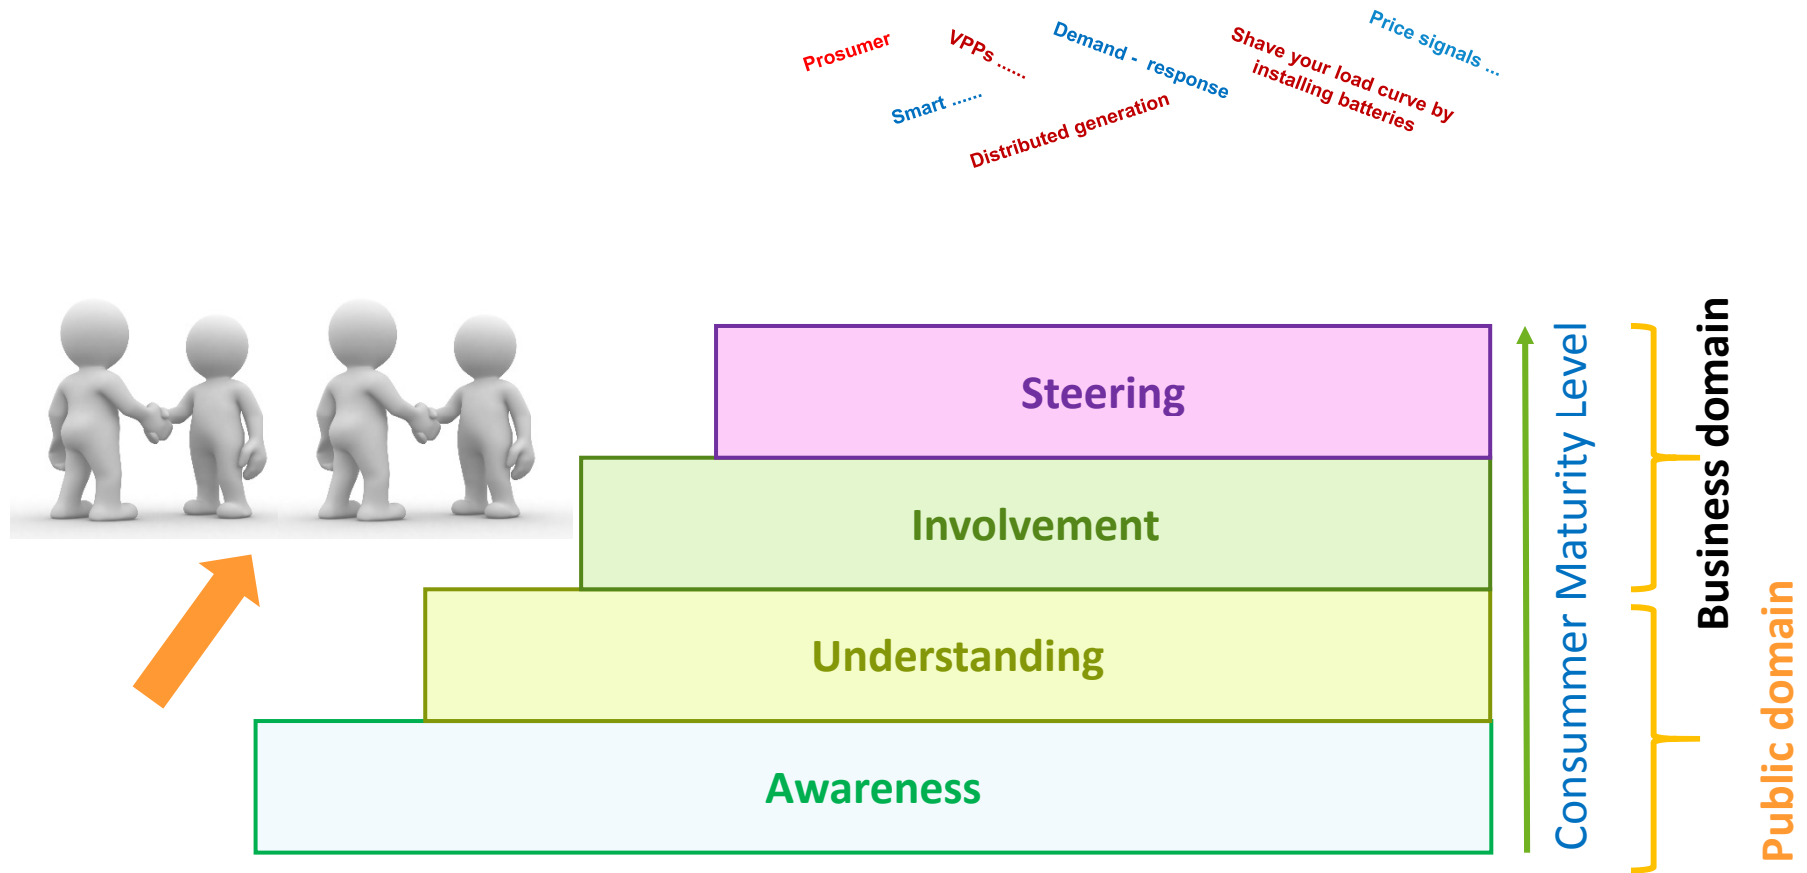 Prosumer
VPPs ......
Demand - response
Shave your load curve by
installing batteries
Price signals ...
Smart ......
Distributed generation
Steering
Involvement
Understanding
Awareness
Consummer Maturity Level
Business domain
Public domain